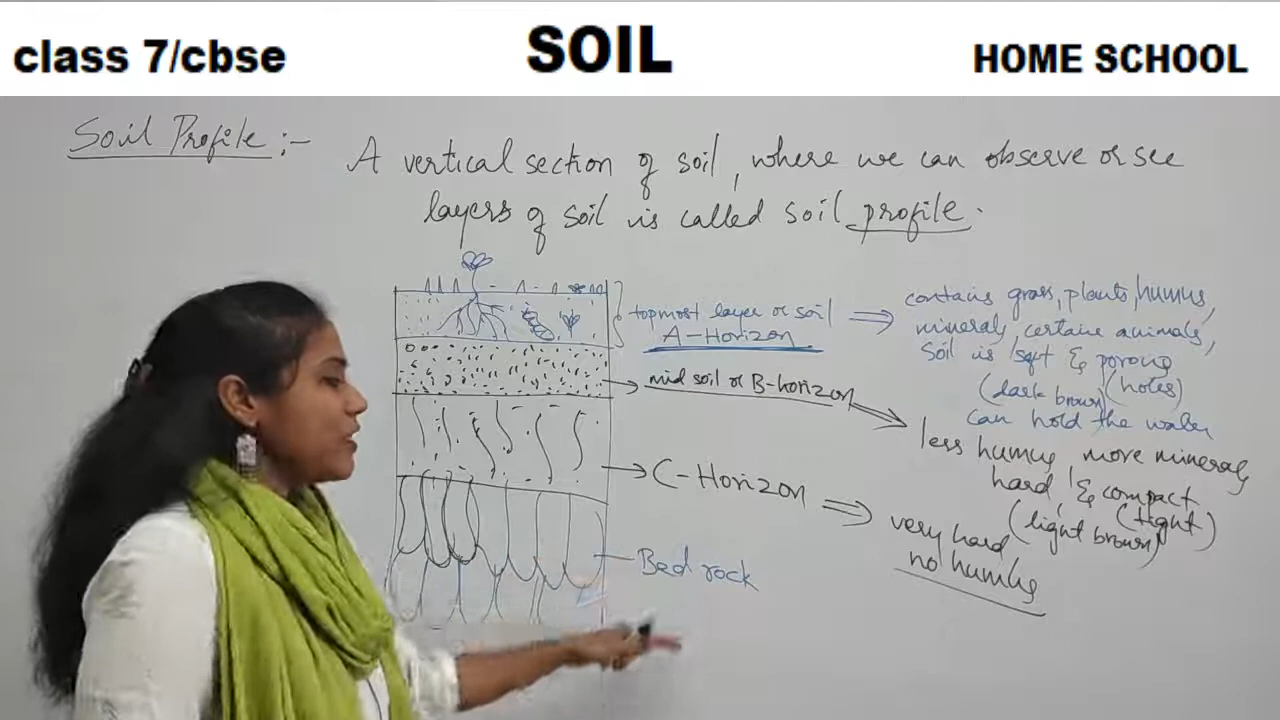 class 7/cbse
SOIL
HOME SCHOOL
Soil Profile :-
A vertical section of soil, where we can observe or see
layers of soil is called soil profile.
topmost layer or soil
A-Horizon
contains grass, plants, humus,
minerals, certain animals,
soil is soft & porous
(dark brown) (holes)
can hold the water
mid soil or B-horizon
less humus more minerals
hard & compact
(light brown) (tight)
C-Horizon
very hard
no humus
Bed rock